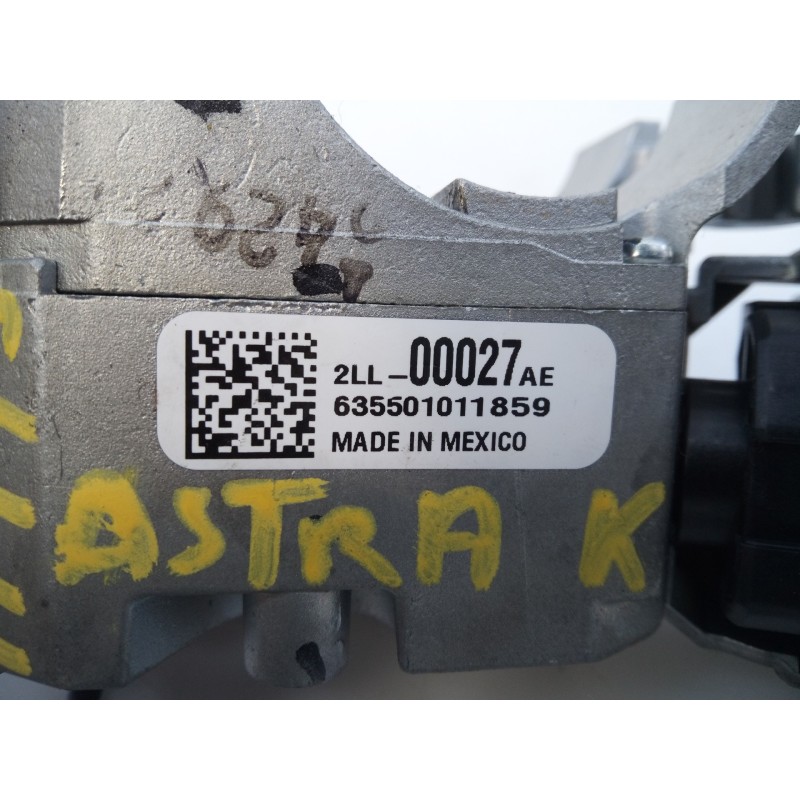 2LL-00027AE
635501011859
MADE IN MEXICO
ASTRA K